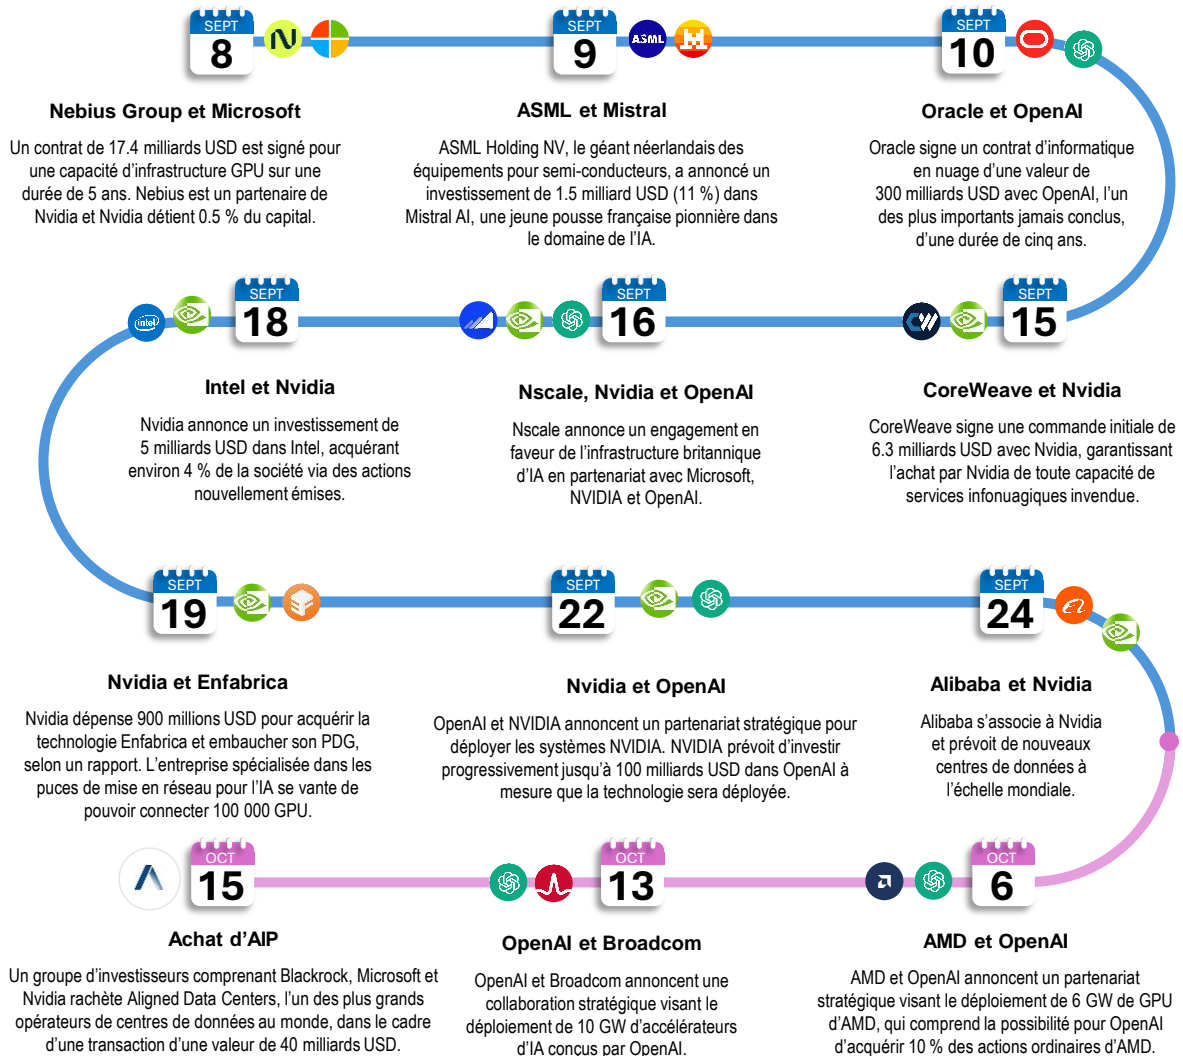 SEPT
8
Nebius Group et Microsoft
Un contrat de 17.4 milliards USD est signé pour
une capacité d'infrastructure GPU sur une
durée de 5 ans. Nebius est un partenaire de
Nvidia et Nvidia détient 0.5 % du capital.
SEPT
9
ASML
ASML et Mistral
ASML Holding NV, le géant néerlandais des
équipements pour semi-conducteurs, a annoncé un
investissement de 1.5 milliard USD (11 %) dans
Mistral AI, une jeune pousse française pionnière dans
le domaine de l'IA.
SEPT
10
Oracle et OpenAI
Oracle signe un contrat d'informatique
en nuage d'une valeur de
300 milliards USD avec OpenAI, l'un
des plus importants jamais conclus,
d'une durée de cinq ans.
SEPT
15
CoreWeave et Nvidia
CoreWeave signe une commande initiale de
6.3 milliards USD avec Nvidia, garantissant
l'achat par Nvidia de toute capacité de
services infonuagiques invendue.
SEPT
16
Nscale, Nvidia et OpenAI
Nscale annonce un engagement en
faveur de l'infrastructure britannique
d'IA en partenariat avec Microsoft,
NVIDIA et OpenAI.
intel
SEPT
18
Intel et Nvidia
Nvidia annonce un investissement de
5 milliards USD dans Intel, acquérant
environ 4 % de la société via des actions
nouvellement émises.
SEPT
19
Nvidia et Enfabrica
Nvidia dépense 900 millions USD pour acquérir la
technologie Enfabrica et embaucher son PDG,
selon un rapport. L'entreprise spécialisée dans les
puces de mise en réseau pour l'IA se vante de
pouvoir connecter 100 000 GPU.
SEPT
22
Nvidia et OpenAI
OpenAI et NVIDIA annoncent un partenariat stratégique pour
déployer les systèmes NVIDIA. NVIDIA prévoit d'investir
progressivement jusqu'à 100 milliards USD dans OpenAI à
mesure que la technologie sera déployée.
SEPT
24
Alibaba et Nvidia
Alibaba s'associe à Nvidia
et prévoit de nouveaux
centres de données à
l'échelle mondiale.
OCT
6
AMD et OpenAI
AMD et OpenAI annoncent un partenariat
stratégique visant le déploiement de 6 GW de GPU
d'AMD, qui comprend la possibilité pour OpenAI
d'acquérir 10 % des actions ordinaires d'AMD.
OCT
13
OpenAI et Broadcom
OpenAI et Broadcom annoncent une
collaboration stratégique visant le
déploiement de 10 GW d'accélérateurs
d'IA conçus par OpenAI.
OCT
15
Achat d'AIP
Un groupe d'investisseurs comprenant Blackrock, Microsoft et
Nvidia rachète Aligned Data Centers, l'un des plus grands
opérateurs de centres de données au monde, dans le cadre
d'une transaction d'une valeur de 40 milliards USD.